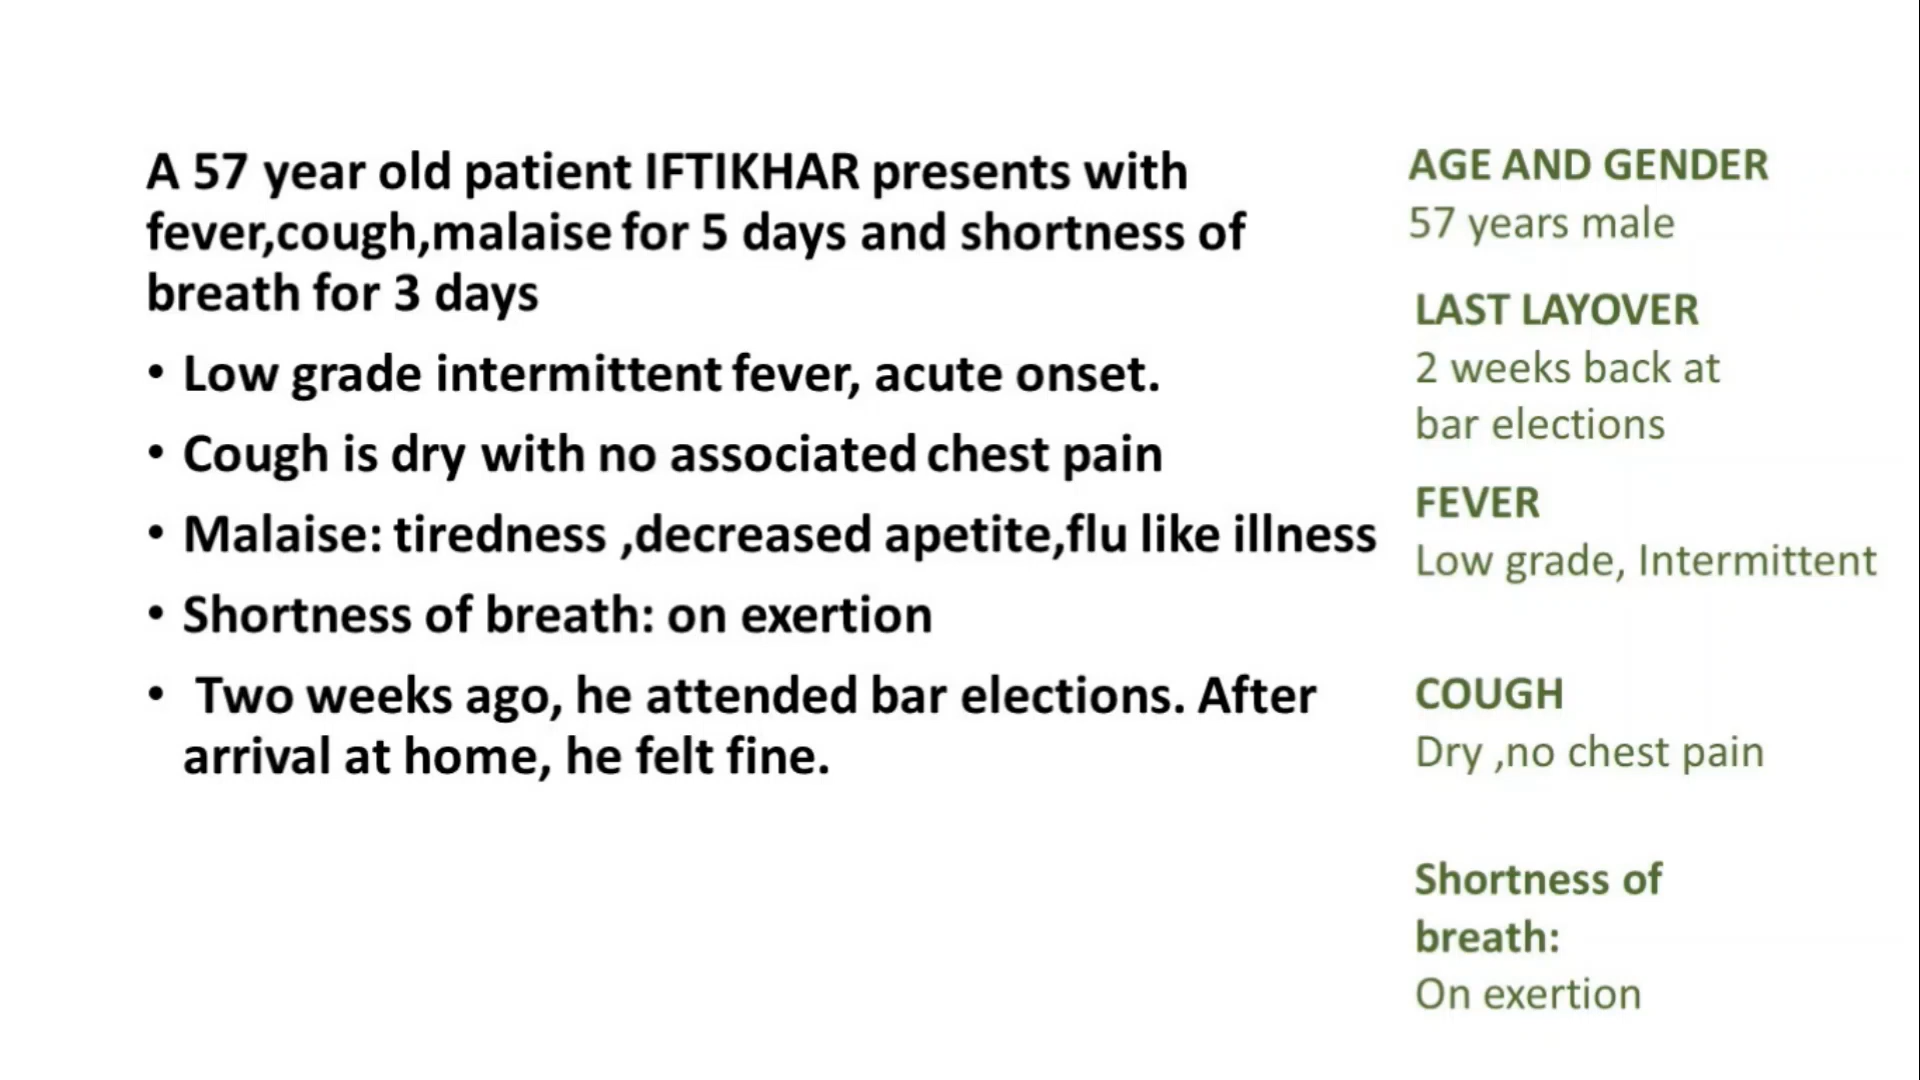 A 57 year old patient IFTIKHAR presents with
fever,cough,malaise for 5 days and shortness of
breath for 3 days
• Low grade intermittent fever, acute onset.
• Cough is dry with no associated chest pain
• Malaise: tiredness ,decreased apetite,flu like illness
• Shortness of breath: on exertion
• Two weeks ago, he attended bar elections. After
arrival at home, he felt fine.
AGE AND GENDER
57 years male
LAST LAYOVER
2 weeks back at
bar elections
FEVER
Low grade, Intermittent
COUGH
Dry ,no chest pain
Shortness of
breath:
On exertion